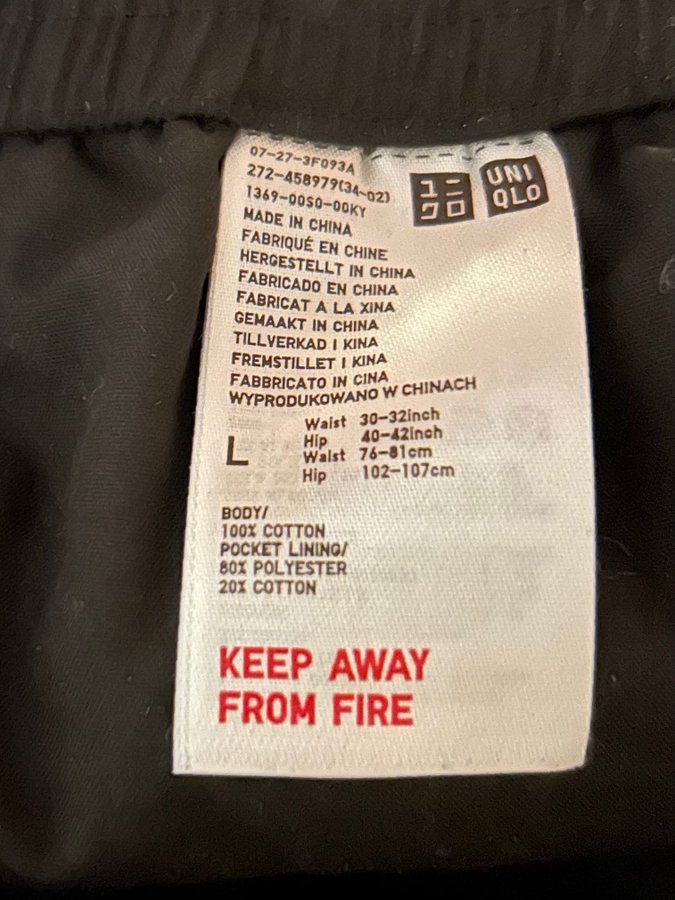 07-27-3F093A
272-458979(34-02)
1369-00S0-00KY
ユニ
クロ
UNI
QLO
MADE IN CHINA
FABRIQUÉ EN CHINE
HERGESTELLT IN CHINA
FABRICADO EN CHINA
FABRICAT A LA XINA
GEMAAKT IN CHINA
TILLVERKAD I KINA
FREMSTILLET I KINA
FABBRICATO IN CINA
WYPRODUKOWANO W CHINACH
L
Waist 30-32inch
Hip 40-42inch
Waist 76-81cm
Hip 102-107cm
BODY/
100% COTTON
POCKET LINING/
80% POLYESTER
20% COTTON
KEEP AWAY
FROM FIRE